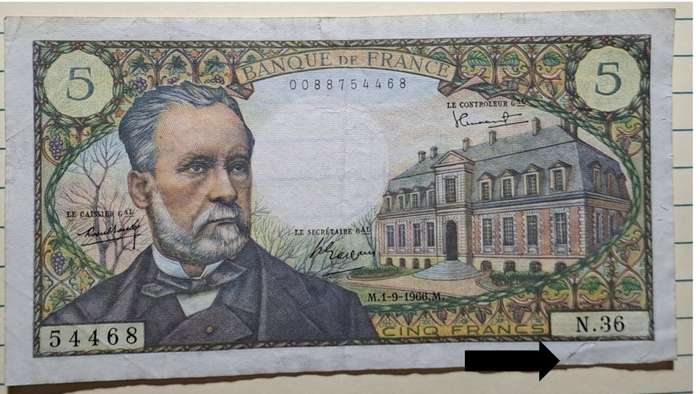 5
BANQUE DE FRANCE
5
0088754468
LE CONTROLEUR GAL
LE CAISSIER GAL
LE SECRÉTAIRE GAL
M.1-9-1966.M.
54468
CINQ FRANCS
N.36